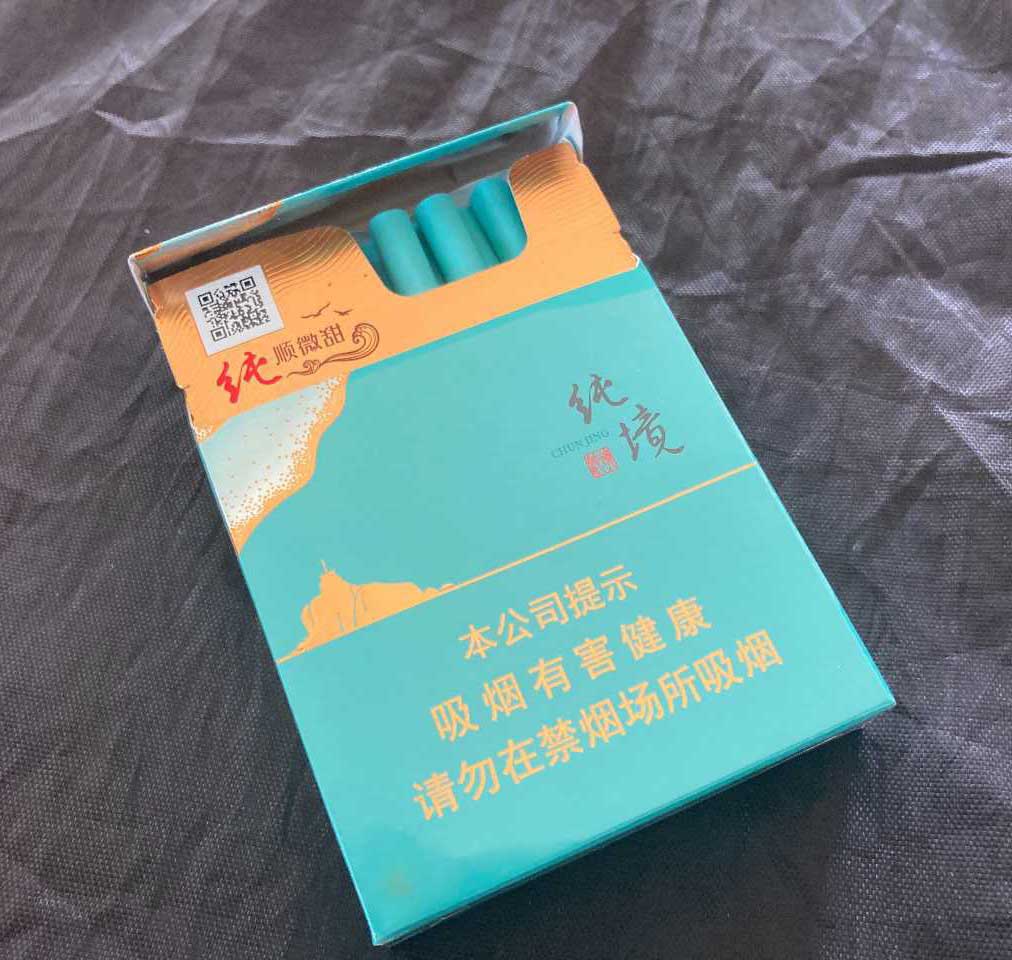 纯顺微甜
纯境
CHUN JING
本公司提示
吸烟有害健康
请勿在禁烟场所吸烟